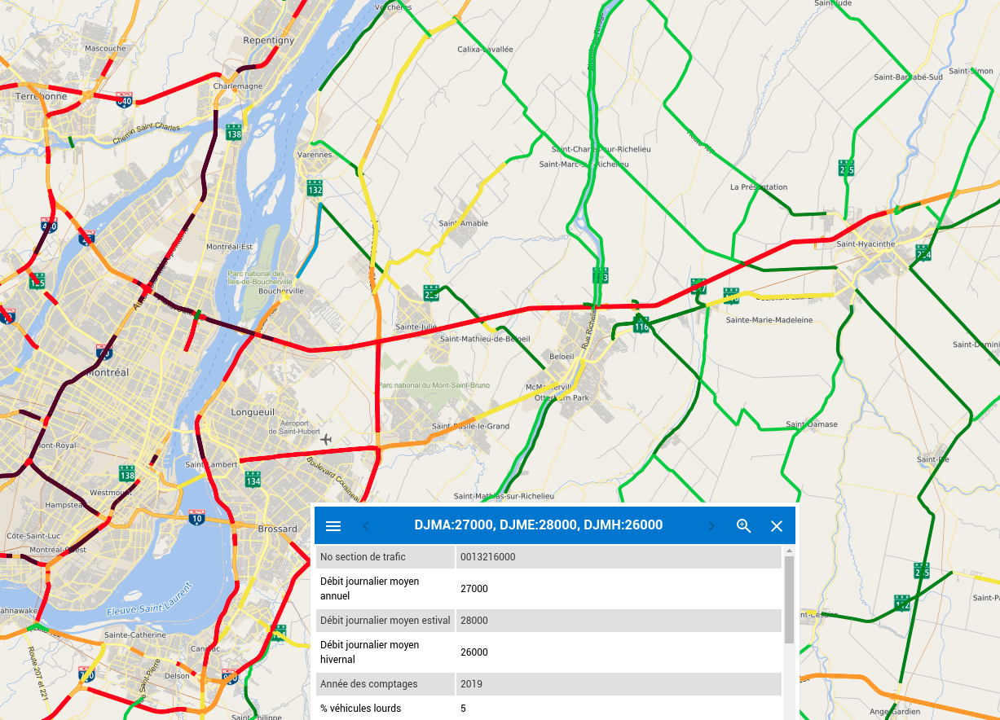 Verchères
Saint-Jude
Repentigny
Mascouche
Calixa-Lavallée
Saint-Simon
Saint-Barnabé-Sud
Charlemagne
Terrebonne
640
Chemin Saint-Charles
138
Varennes
Saint-Charles-sur-Richelieu
Saint-Marc-sur-Richelieu
132
La Présentation
Saint-Amable
Montréal-Est
Saint-Hyacinthe
Parc national des
Îles-de-Boucherville
Boucherville
229
Sainte-Marie-Madeleine
116
Sainte-Julie
Saint-Mathieu-de-Beloeil
Rue Richelieu
Beloeil
Montréal
Parc national du Mont-Saint-Bruno
McMasterville
Otterburn Park
Longueuil
Aéroport
de Saint-Hubert
Saint-Basile-le-Grand
Saint-Damase
Mont-Royal
Saint-Lambert
Boulevard Cousineau
138
134
Westmount
Hampstead
Saint-Pie
Saint-Mathias-sur-Richelieu
10
Brossard
Côte-Saint-Luc
Montréal-Ouest
Fleuve Saint-Laurent
Sainte-Catherine
Candiac
Delson
Route 207 et 221
Saint-Philippe
Ange-Gardien
DJMA:27000, DJME:28000, DJMH:26000
No section de trafic 0013216000
Débit journalier moyen
annuel 27000
Débit journalier moyen estival 28000
Débit journalier moyen
hivernal 26000
Année des comptages 2019
% véhicules lourds 5